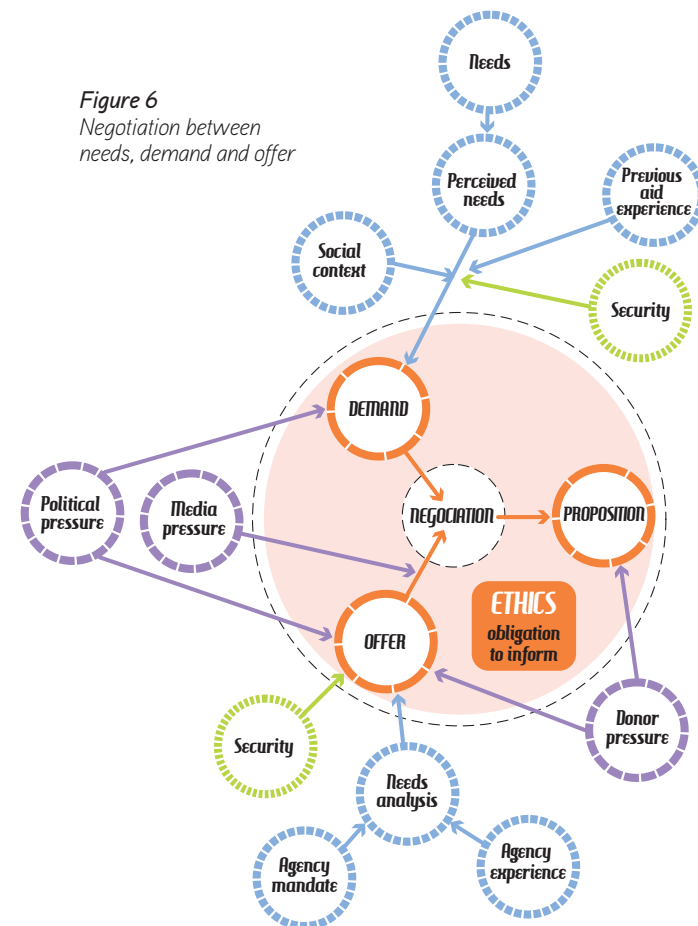 Figure 6
Negotiation between
needs, demand and offer
Needs
Perceived
needs
Previous
aid
experience
Social
context
Security
DEMAND
Political
pressure
Media
pressure
NEGOCIATION
PROPOSITION
ETHICS
obligation
to inform
OFFER
Donor
pressure
Security
Needs
analysis
Agency
mandate
Agency
experience